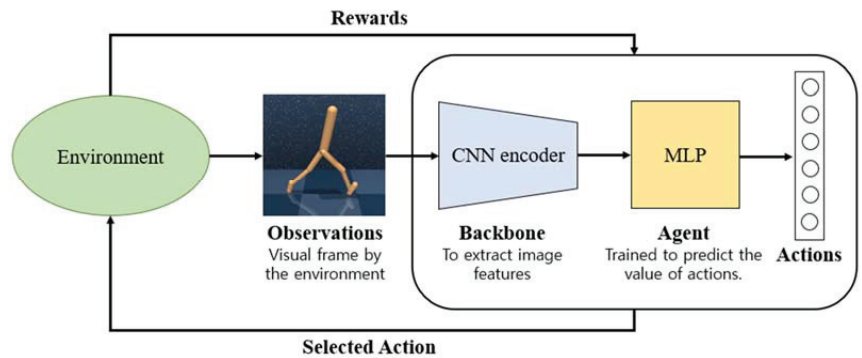 Rewards
Environment
CNN encoder
MLP
Observations
Visual frame by
the environment
Backbone
To extract image
features
Agent
Trained to predict the
value of actions.
Actions
Selected Action